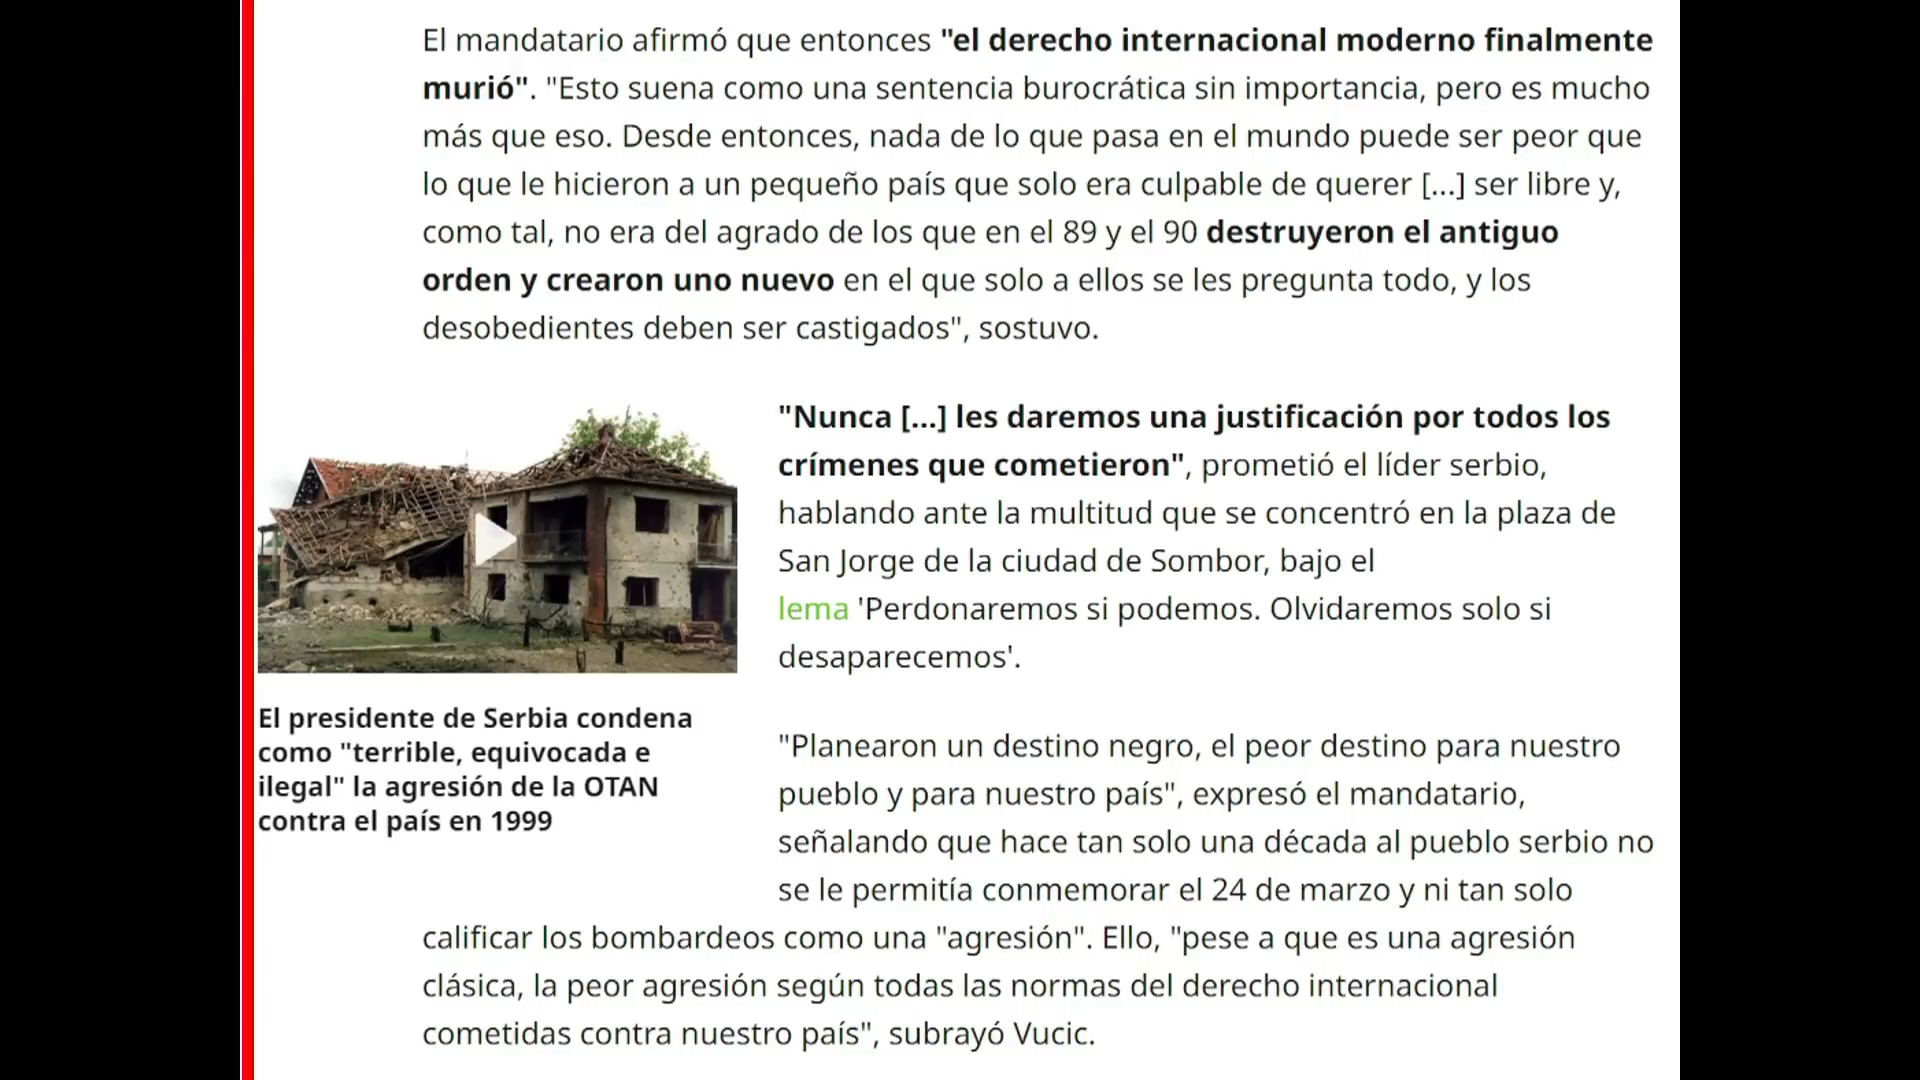 El mandatario afirmó que entonces "el derecho internacional moderno finalmente
murió". "Esto suena como una sentencia burocrática sin importancia, pero es mucho
más que eso. Desde entonces, nada de lo que pasa en el mundo puede ser peor que
lo que le hicieron a un pequeño país que solo era culpable de querer [...] ser libre y,
como tal, no era del agrado de los que en el 89 y el 90 destruyeron el antiguo
orden y crearon uno nuevo en el que solo a ellos se les pregunta todo, y los
desobedientes deben ser castigados", sostuvo.
"Nunca [...] les daremos una justificación por todos los
crímenes que cometieron", prometió el líder serbio,
hablando ante la multitud que se concentró en la plaza de
San Jorge de la ciudad de Sombor, bajo el
lema 'Perdonaremos si podemos. Olvidaremos solo si
desaparecemos'.
El presidente de Serbia condena
como "terrible, equivocada e
ilegal" la agresión de la OTAN
contra el país en 1999
"Planearon un destino negro, el peor destino para nuestro
pueblo y para nuestro país", expresó el mandatario,
señalando que hace tan solo una década al pueblo serbio no
se le permitía conmemorar el 24 de marzo y ni tan solo
calificar los bombardeos como una "agresión". Ello, "pese a que es una agresión
clásica, la peor agresión según todas las normas del derecho internacional
cometidas contra nuestro país", subrayó Vucic.